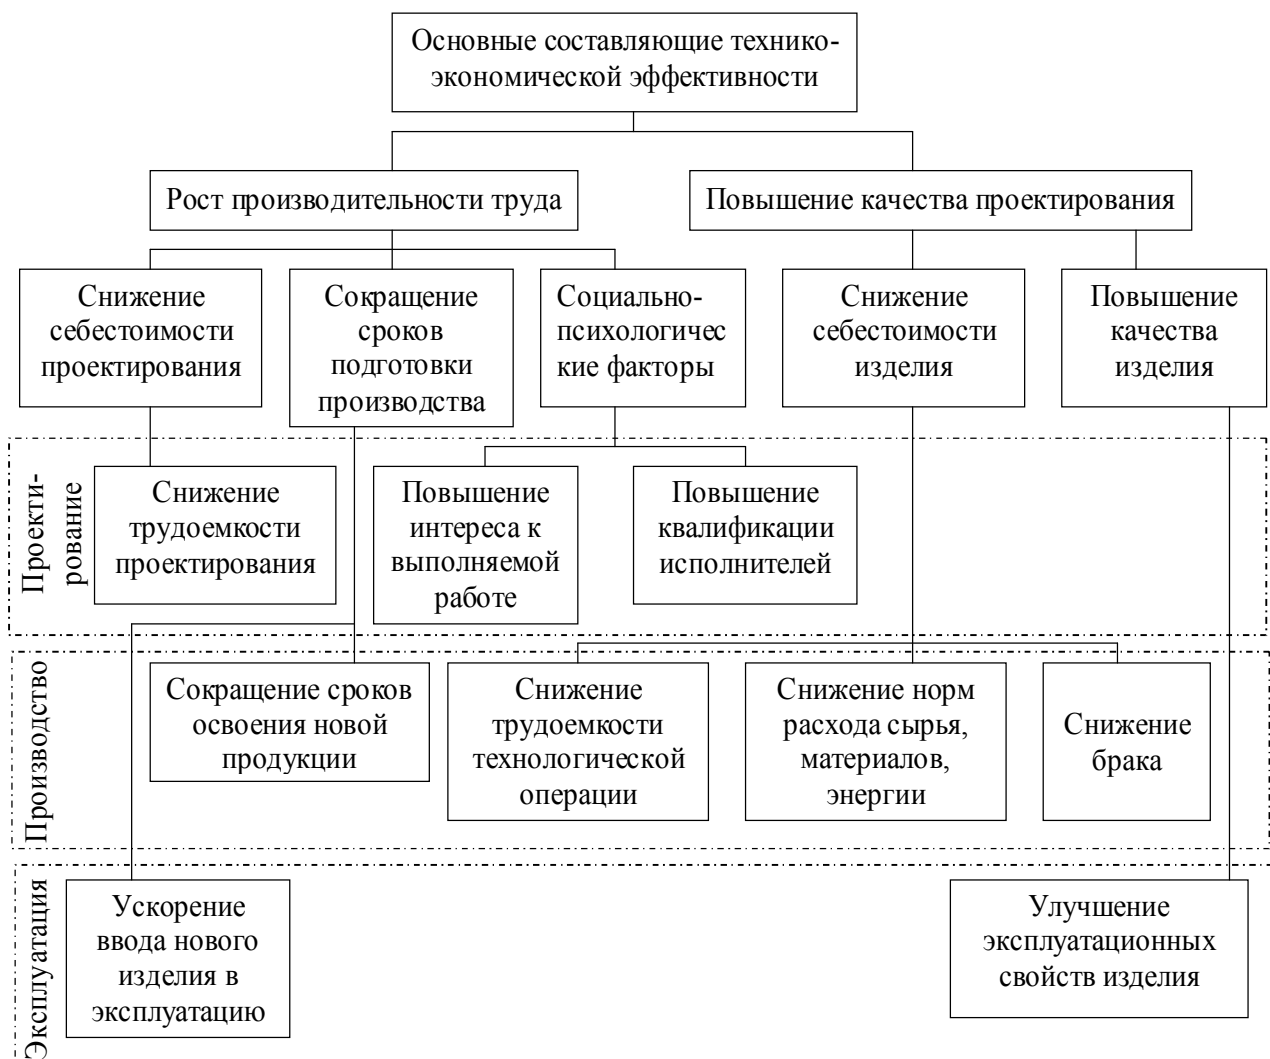 Основные составляющие технико-
экономической эффективности
Рост производительности труда
Повышение качества проектирования
Снижение
себестоимости
проектирования
Сокращение
сроков
подготовки
производства
Социально-
психологичес
кие факторы
Снижение
себестоимости
изделия
Повышение
качества
изделия
Проекти-
рование
Снижение
трудоемкости
проектирования
Повышение
интереса к
выполняемой
работе
Повышение
квалификации
исполнителей
Производство
Сокращение сроков
освоения новой
продукции
Снижение
трудоемкости
технологической
операции
Снижение норм
расхода сырья,
материалов,
энергии
Снижение
брака
Эксплуатация
Ускорение
ввода нового
изделия в
эксплуатацию
Улучшение
эксплуатационных
свойств изделия